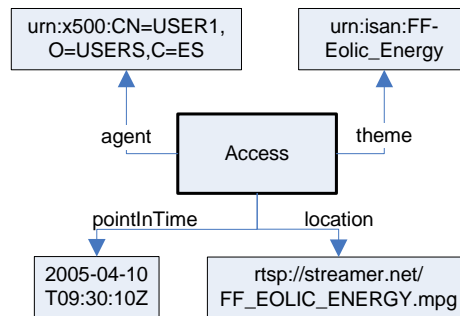 urn:x500:CN=USER1,
O=USERS,C=ES
urn:isan:FF-
Eolic_Energy
agent
theme
Access
pointInTime
location
2005-04-10
T09:30:10Z
rtsp://streamer.net/
FF_EOLIC_ENERGY.mpg